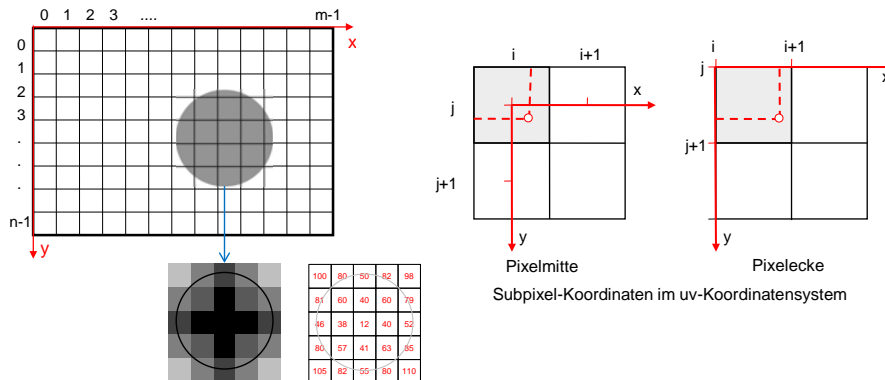 0 1 2 3 .... m-1
x
0
1
2
3
.
.
.
n-1
y
100 80 50 82 98
81 60 40 60 79
46 38 12 40 52
80 57 41 63 85
105 82 55 80 110
i i+1
x
j
j+1
y
Pixelmitte
i i+1
j x
j+1
y
Pixelecke
Subpixel-Koordinaten im uv-Koordinatensystem